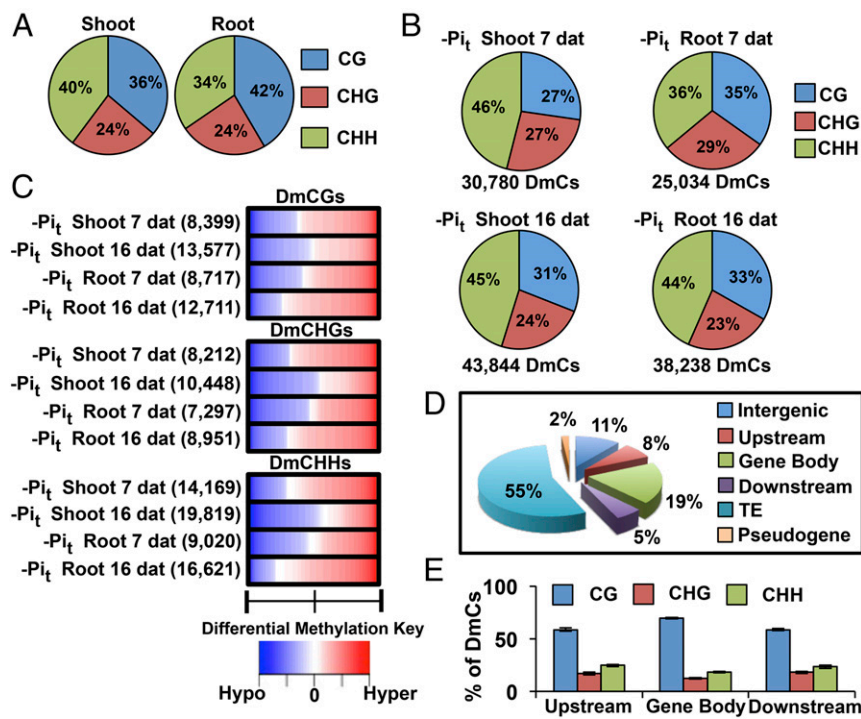 A
Shoot
Root
40%
36%
24%
34%
42%
24%
CG
CHG
CHH
B
-Pit Shoot 7 dat
-Pit Root 7 dat
46%
27%
27%
36%
35%
29%
CG
CHG
CHH
30,780 DmCs
25,034 DmCs
-Pit Shoot 16 dat
-Pit Root 16 dat
45%
31%
24%
44%
33%
23%
43,844 DmCs
38,238 DmCs
C
DmCGs
-Pit Shoot 7 dat (8,399)
-Pit Shoot 16 dat (13,577)
-Pit Root 7 dat (8,717)
-Pit Root 16 dat (12,711)
DmCHGs
-Pit Shoot 7 dat (8,212)
-Pit Shoot 16 dat (10,448)
-Pit Root 7 dat (7,297)
-Pit Root 16 dat (8,951)
DmCHHs
-Pit Shoot 7 dat (14,169)
-Pit Shoot 16 dat (19,819)
-Pit Root 7 dat (9,020)
-Pit Root 16 dat (16,621)
Differential Methylation Key
Hypo 0 Hyper
D
2%
11%
8%
19%
5%
55%
Intergenic
Upstream
Gene Body
Downstream
TE
Pseudogene
E
% of DmCs
100
50
0
CG CHG CHH
Upstream Gene Body Downstream